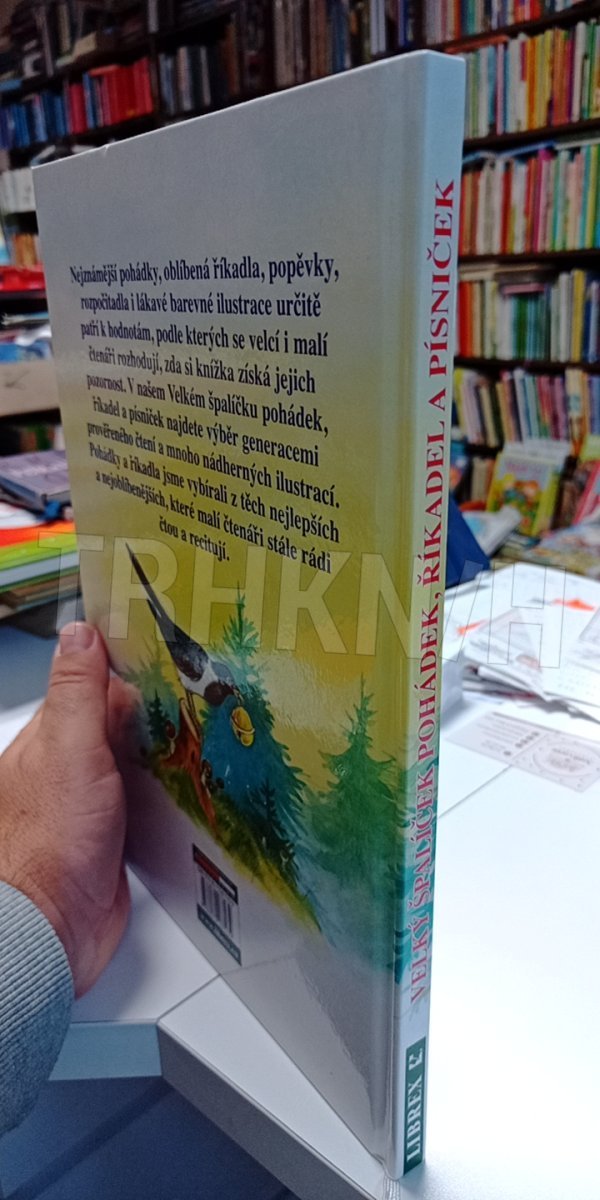 Nejznámější pohádky, oblíbená říkadla, popěvky,
rozpočitadla i lákavé barevné ilustrace určitě
patří k hodnotám, podle kterých se velcí i malí
čtenáři rozhodují, zda si knížka získá jejich
pozornost. V našem Velkém špalíčku pohádek,
říkadel a písniček najdete výběr generacemi
prověřeného čtení a mnoho nádherných ilustrací.
Pohádky a říkadla jsme vybírali z těch nejlepších
a nejoblíbenějších, které malí čtenáři stále rádi
čtou a recitují.
VELKÝ ŠPALÍČEK POHÁDEK, ŘÍKADEL A PÍSNIČEK
LIBREX
TRHKNIH